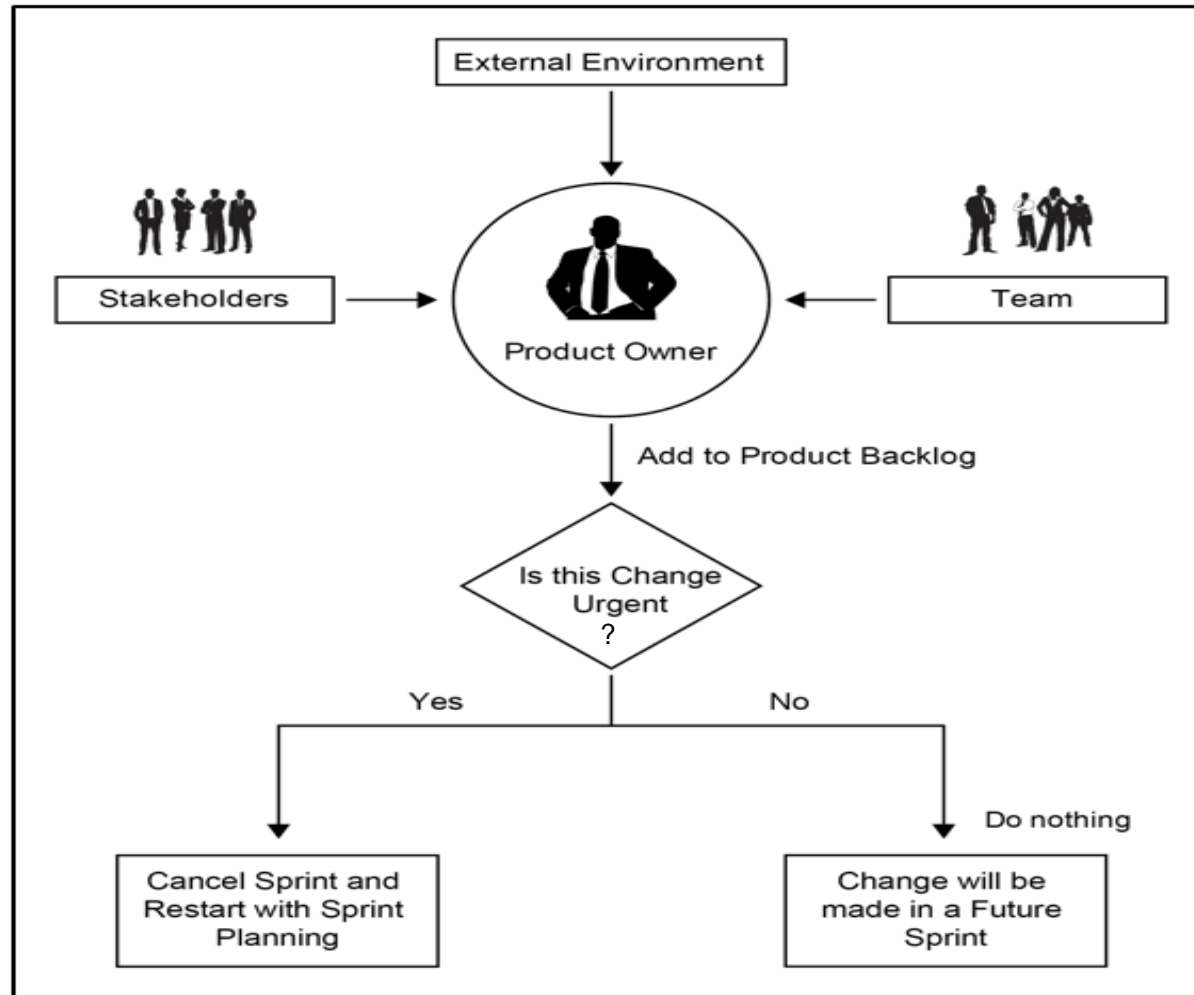 External Environment
Stakeholders
Team
Product Owner
Add to Product Backlog
Is this Change
Urgent
?
Yes
No
Do nothing
Cancel Sprint and
Restart with Sprint
Planning
Change will be
made in a Future
Sprint